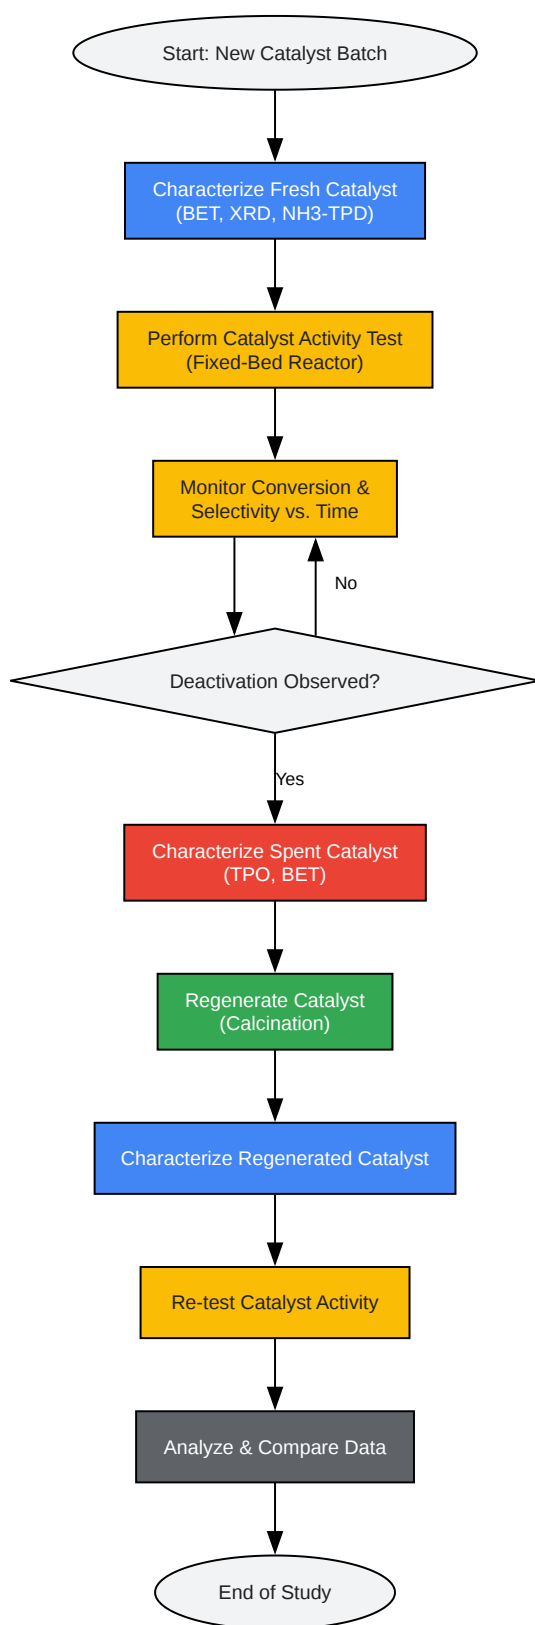 Start: New Catalyst Batch
Characterize Fresh Catalyst
(BET, XRD, NH3-TPD)
Perform Catalyst Activity Test
(Fixed-Bed Reactor)
Monitor Conversion &
Selectivity vs. Time
No
Deactivation Observed?
Yes
Characterize Spent Catalyst
(TPO, BET)
Regenerate Catalyst
(Calcination)
Characterize Regenerated Catalyst
Re-test Catalyst Activity
Analyze & Compare Data
End of Study